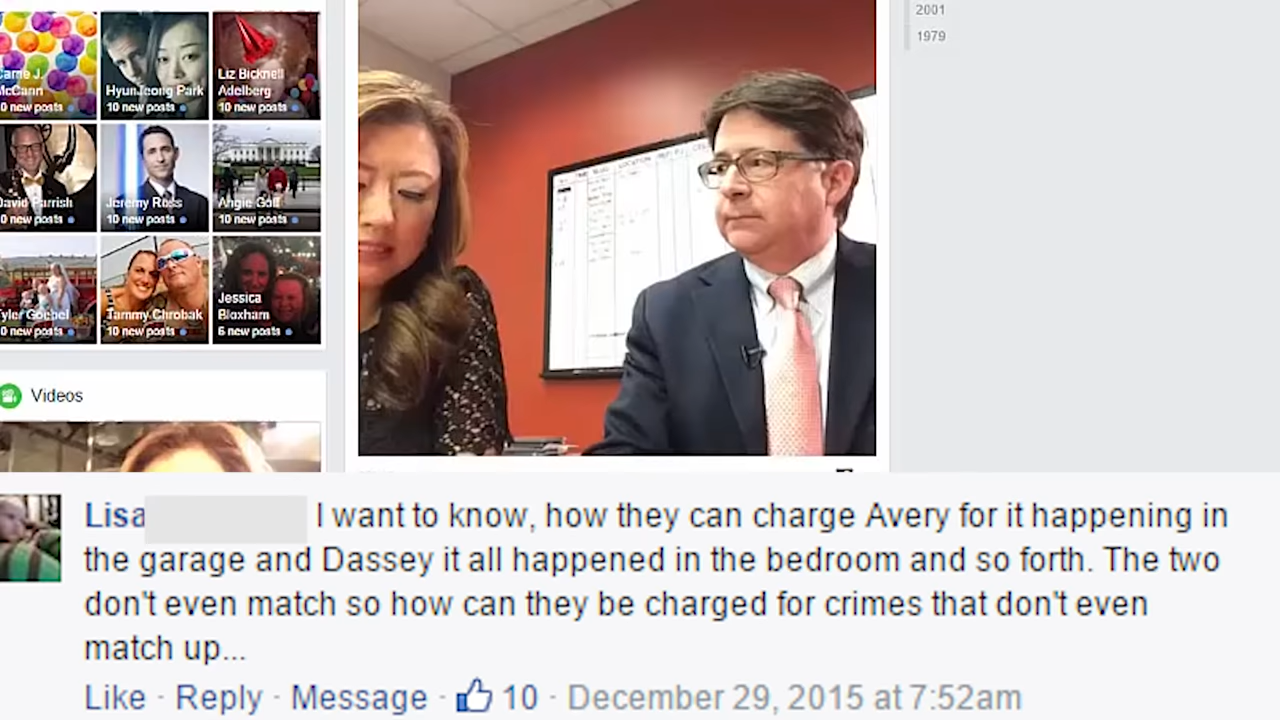 McCann
10 new posts
HyunJeong Park
10 new posts
Liz Bicknell
Adelberg
10 new posts
David Parrish
10 new posts
Jeremy Ross
10 new posts
Angie Goff
10 new posts
Tyler Goebel
10 new posts
Tammy Chrobak
10 new posts
Jessica
Bloxham
6 new posts
Videos
2001
1979
LOCATION
Lisa I want to know, how they can charge Avery for it happening in
the garage and Dassey it all happened in the bedroom and so forth. The two
don't even match so how can they be charged for crimes that don't even
match up...
Like · Reply · Message · 10 · December 29, 2015 at 7:52am